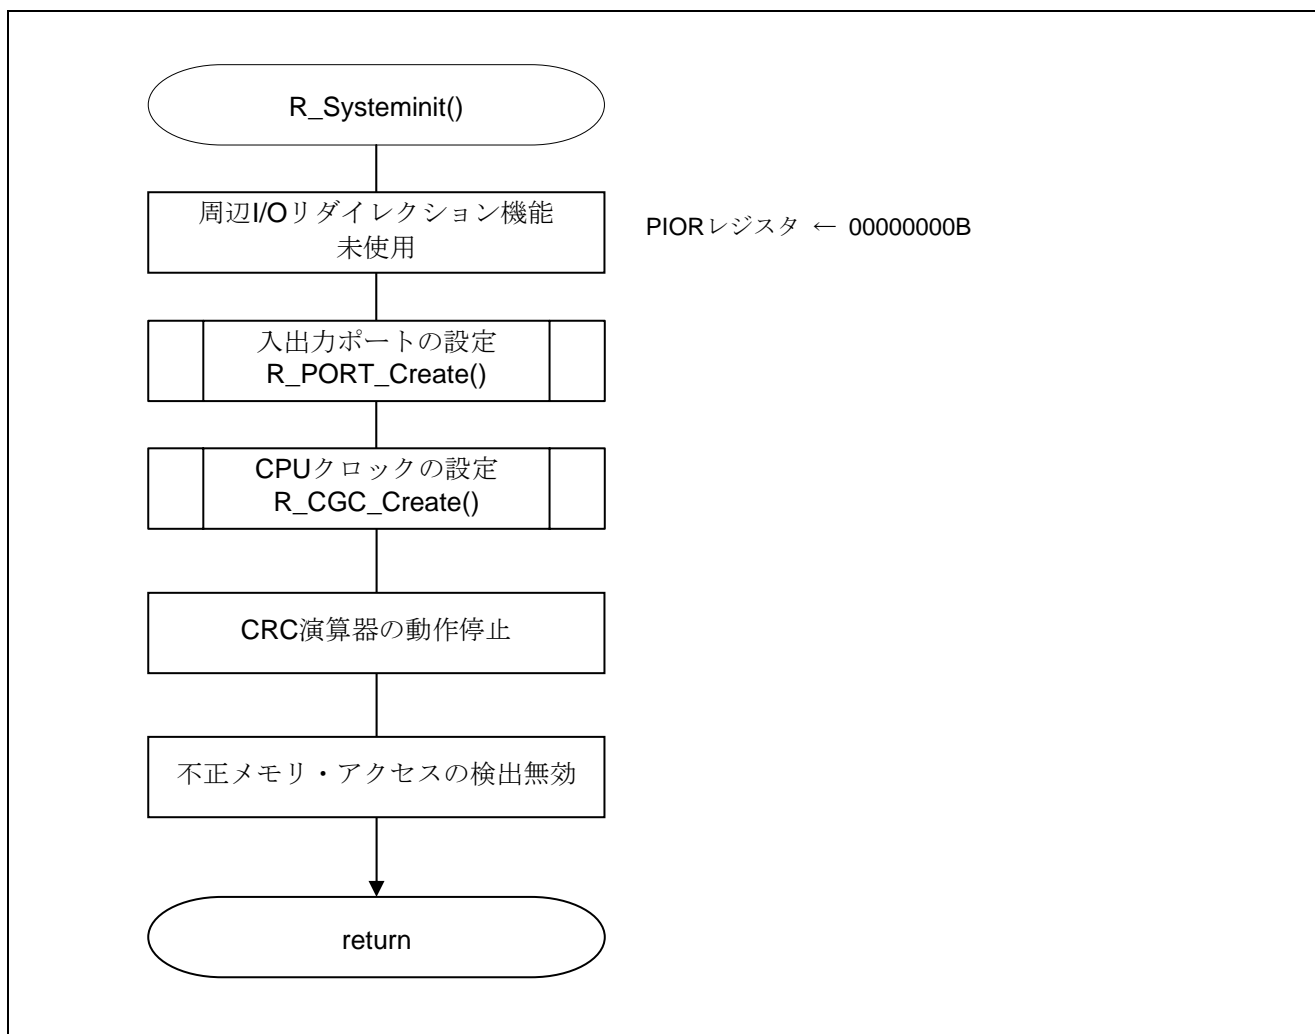 R_Systeminit()
周辺I/Oリダイレクション機能
未使用
PIORレジスタ ← 00000000B
入出力ポートの設定
R_PORT_Create()
CPUクロックの設定
R_CGC_Create()
CRC演算器の動作停止
不正メモリ・アクセスの検出無効
return